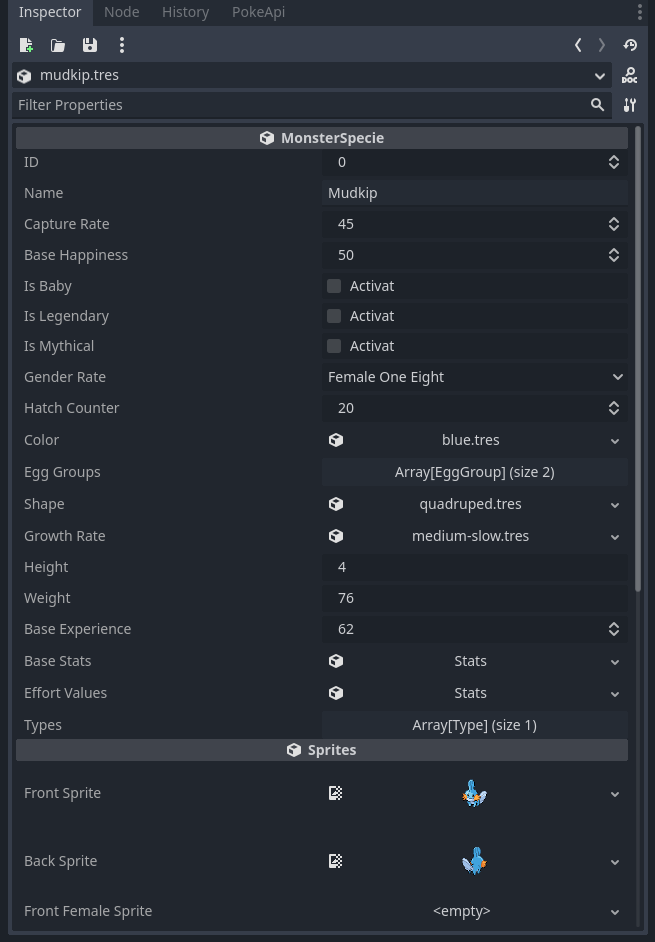 Inspector Node History PokeApi
mudkip.tres
DOC
Filter Properties
MonsterSpecie
ID 0
Name Mudkip
Capture Rate 45
Base Happiness 50
Is Baby Activat
Is Legendary Activat
Is Mythical Activat
Gender Rate Female One Eight
Hatch Counter 20
Color blue.tres
Egg Groups Array[EggGroup] (size 2)
Shape quadruped.tres
Growth Rate medium-slow.tres
Height 4
Weight 76
Base Experience 62
Base Stats Stats
Effort Values Stats
Types Array[Type] (size 1)
Sprites
Front Sprite
Back Sprite
Front Female Sprite <empty>